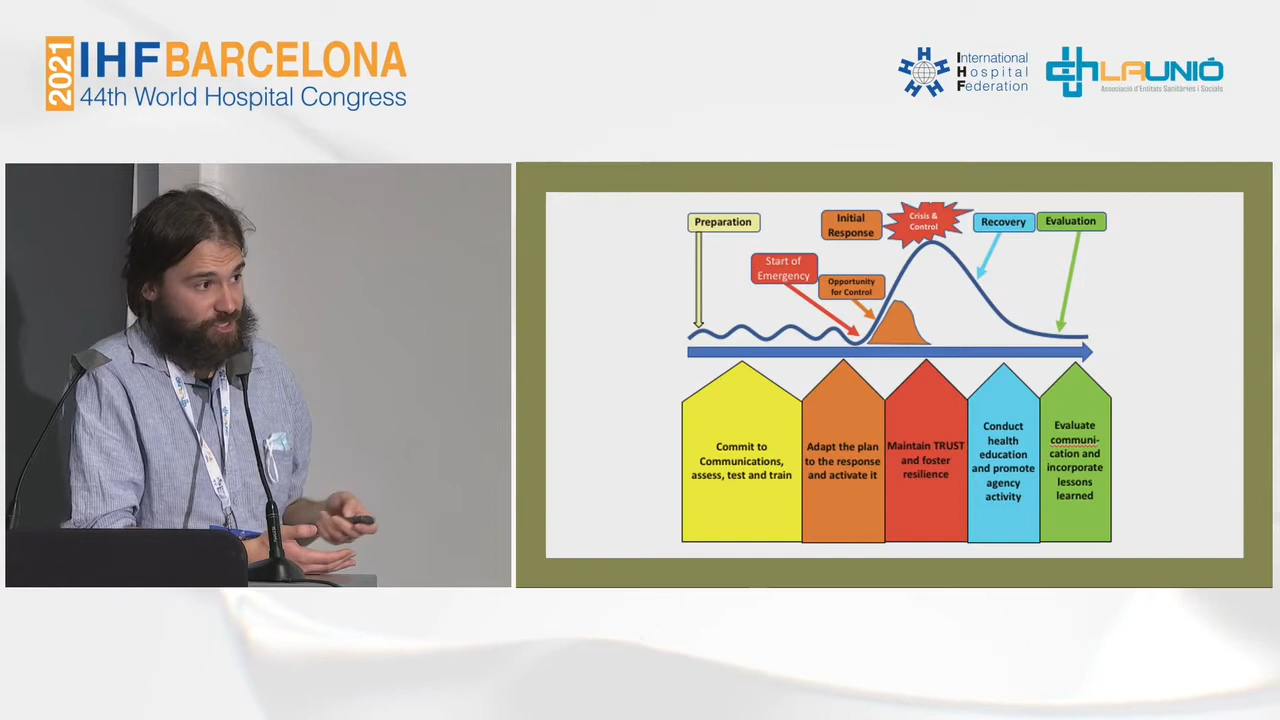 2021
IHF BARCELONA
44th World Hospital Congress
International
Hospital
Federation
LAUNIÓ
Associació d'Entitats Sanitàries i Socials
Preparation
Initial
Response
Crisis &
Control
Recovery
Evaluation
Start of
Emergency
Opportunity
for Control
Commit to
Communications,
assess, test and train
Adapt the plan
to the response
and activate it
Maintain TRUST
and foster
resilience
Conduct
health
education
and promote
agency
activity
Evaluate
communi-
cation and
incorporate
lessons
learned